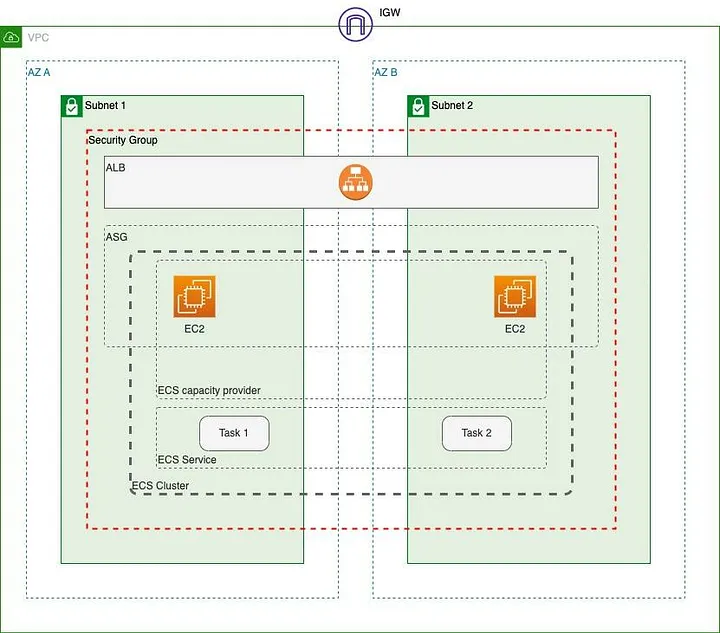 IGW
VPC
AZ A
AZ B
Subnet 1
Subnet 2
Security Group
ALB
ASG
EC2
EC2
ECS capacity provider
Task 1
Task 2
ECS Service
ECS Cluster